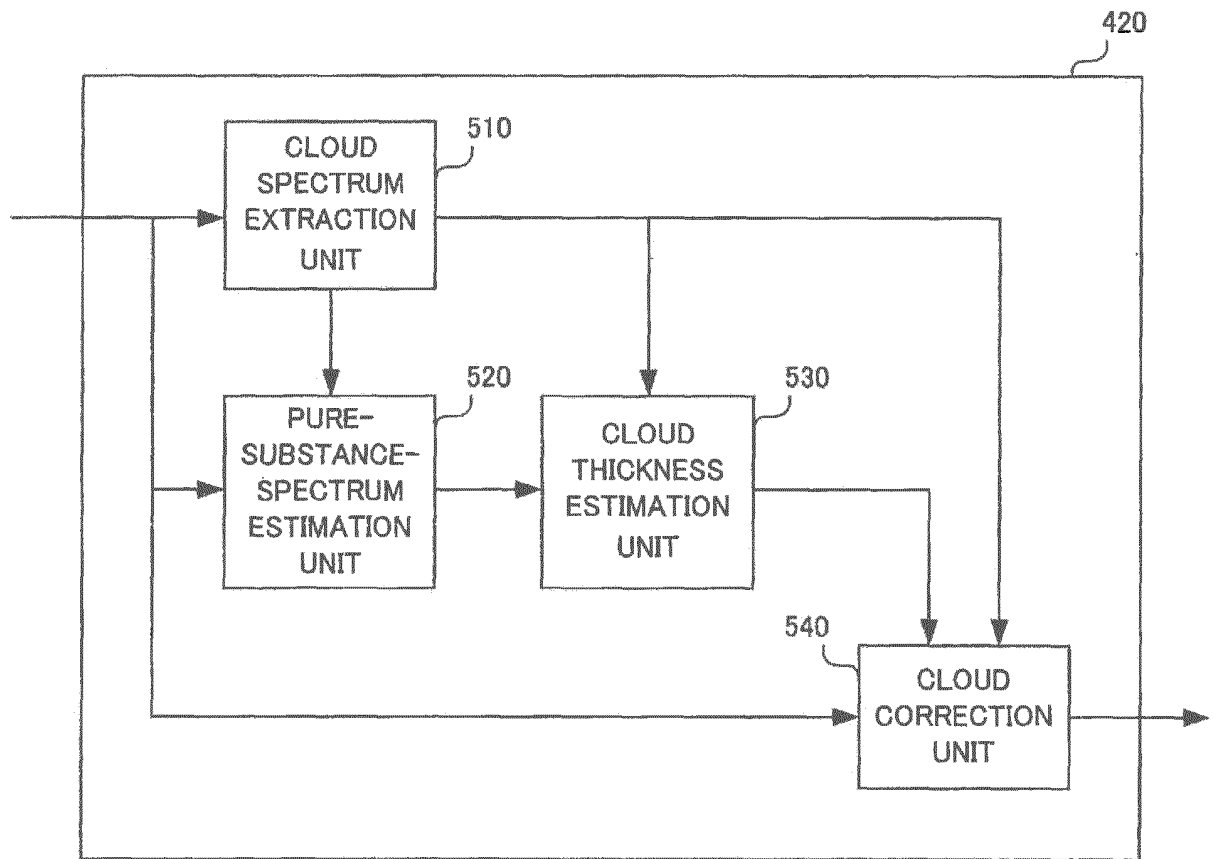 420
510
CLOUD
SPECTRUM
EXTRACTION
UNIT
520
PURE-
SUBSTANCE-
SPECTRUM
ESTIMATION
UNIT
530
CLOUD
THICKNESS
ESTIMATION
UNIT
540
CLOUD
CORRECTION
UNIT